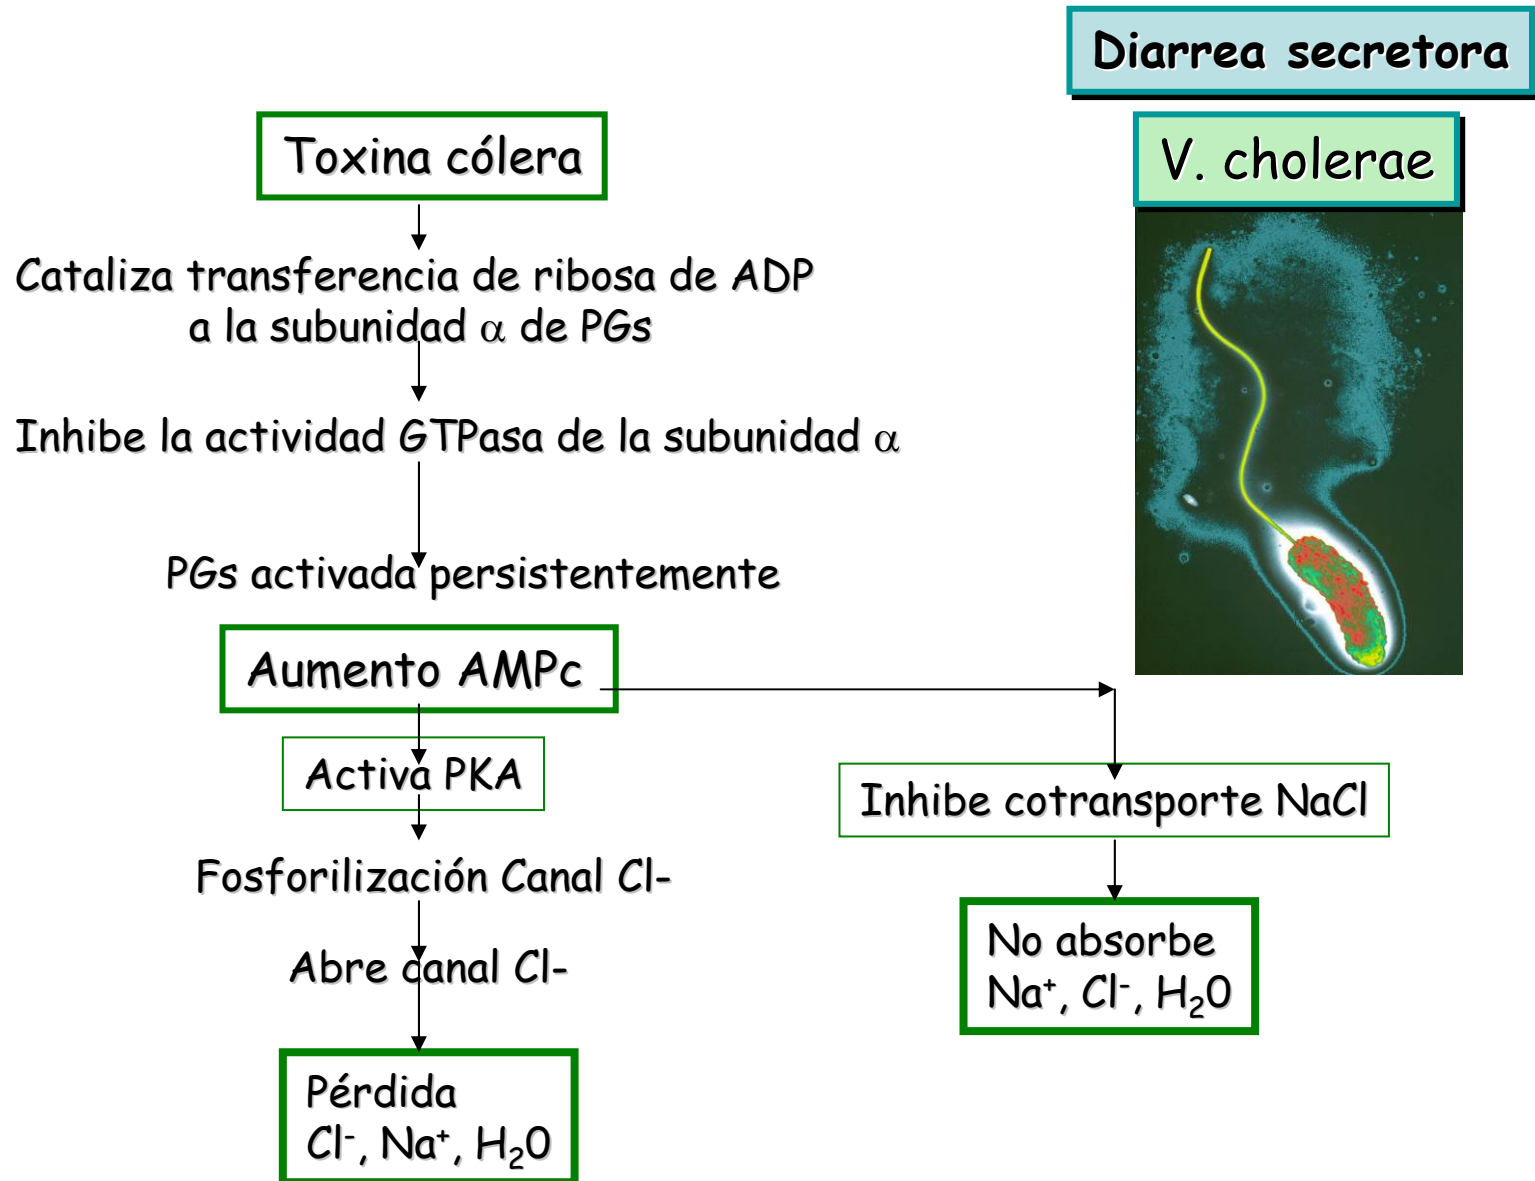 Diarrea secretora
V. cholerae
Toxina cólera
Cataliza transferencia de ribosa de ADP
a la subunidad α de PGs
Inhibe la actividad GTPasa de la subunidad α
PGs activada persistentemente
Aumento AMPc
Activa PKA
Fosforilización Canal Cl-
Abre canal Cl-
Pérdida
Cl⁻, Na⁺, H₂0
Inhibe cotransporte NaCl
No absorbe
Na⁺, Cl⁻, H₂0